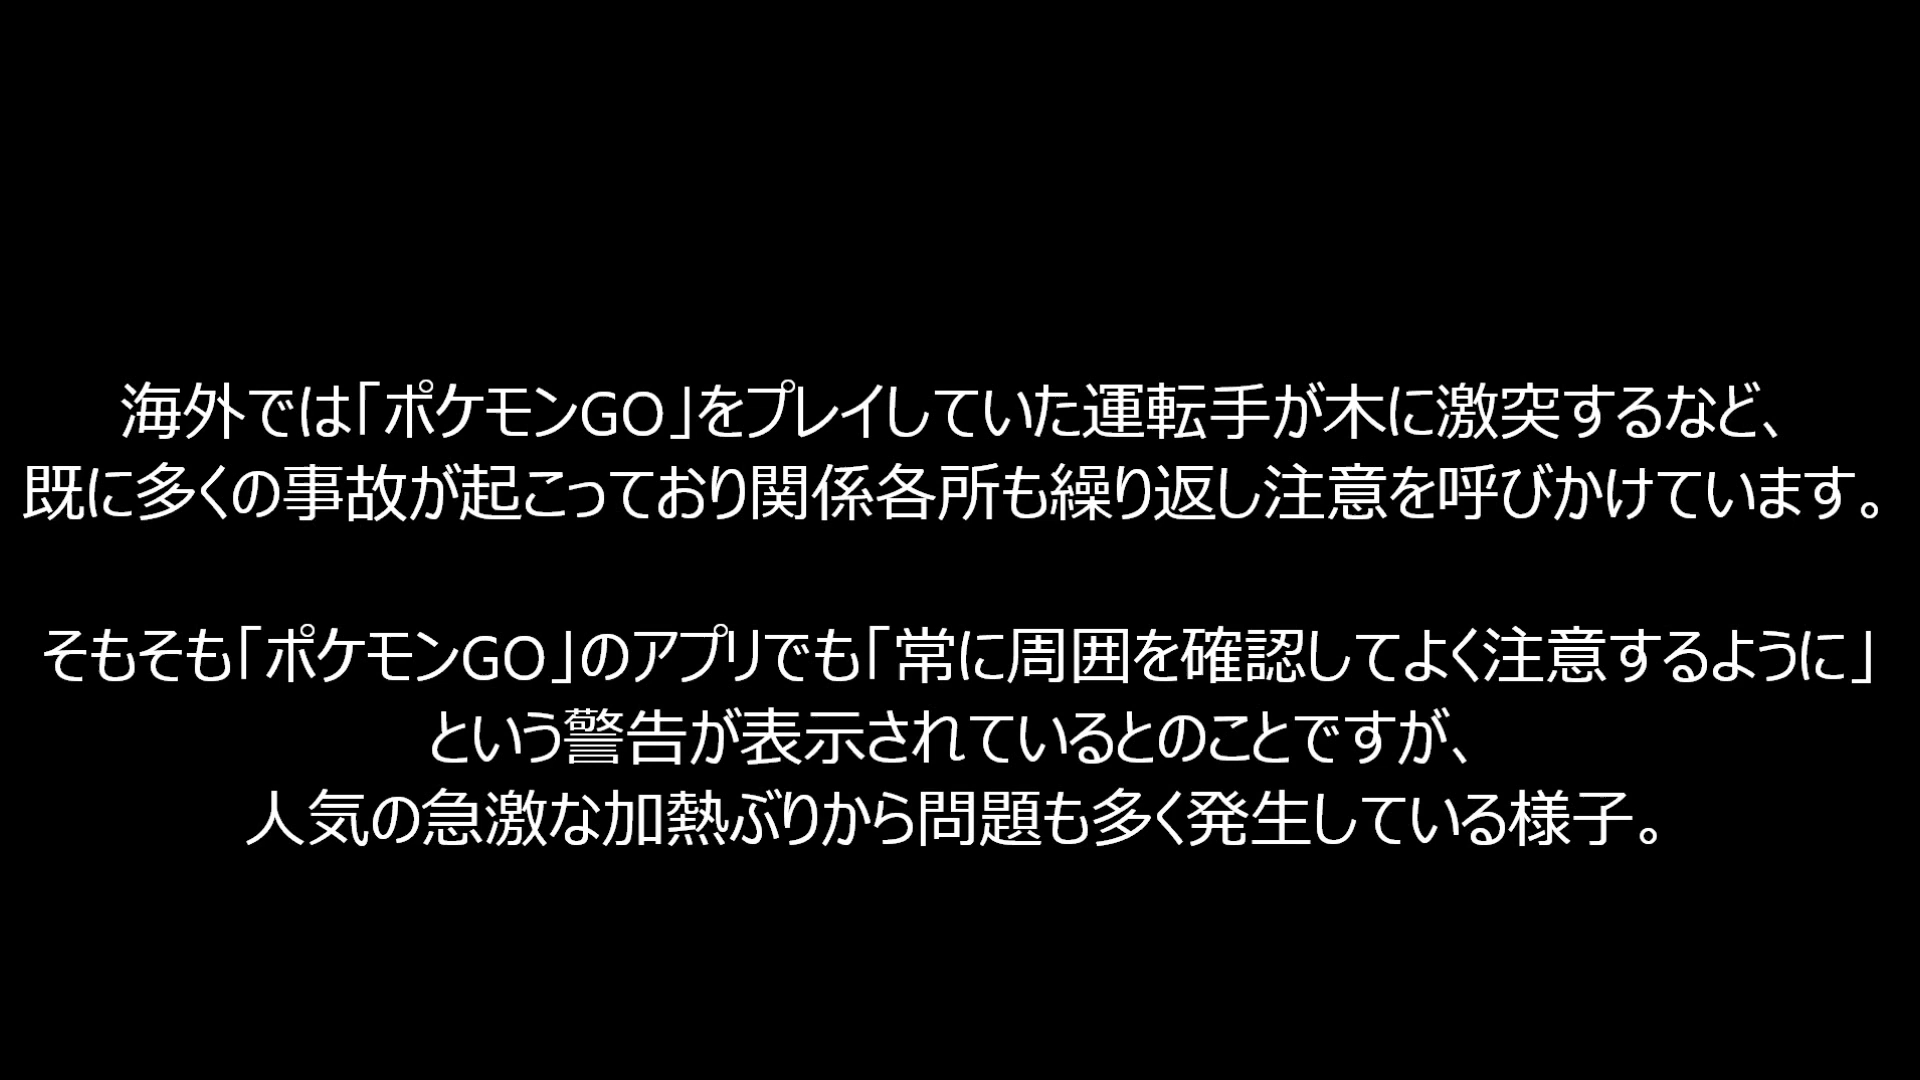 海外では「ポケモンGO」をプレイしていた運転手が木に激突するなど、
既に多くの事故が起こっており関係各所も繰り返し注意を呼びかけています。
そもそも「ポケモンGO」のアプリでも「常に周囲を確認してよく注意するように」
という警告が表示されているとのことですが、
人気の急激な加熱ぶりから問題も多く発生している様子。